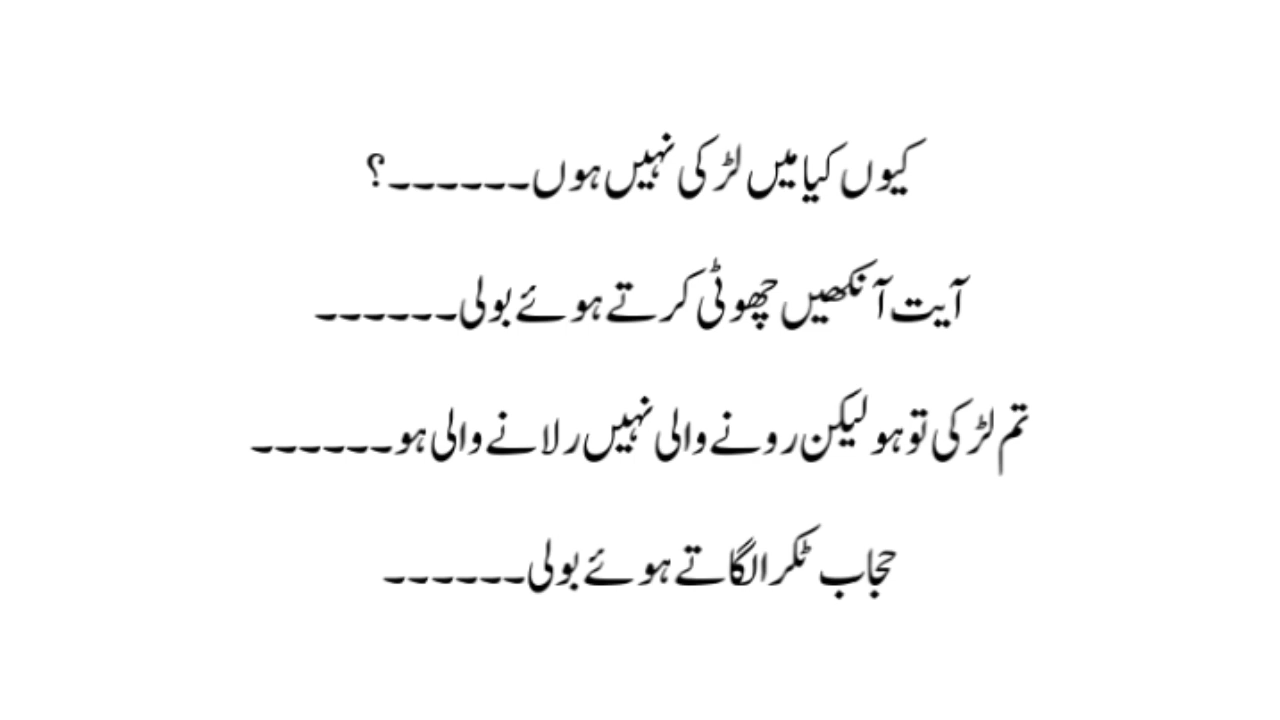 کیوں کیا میں لڑکی نہیں ہوں۔۔۔۔۔۔؟
آیت آنکھیں چھوٹی کرتے ہوئے بولی۔۔۔۔۔۔
تم لڑکی تو ہو لیکن رونے والی نہیں رلانے والی ہو۔۔۔۔۔۔
حجاب ٹکرا لگاتے ہوئے بولی۔۔۔۔۔۔